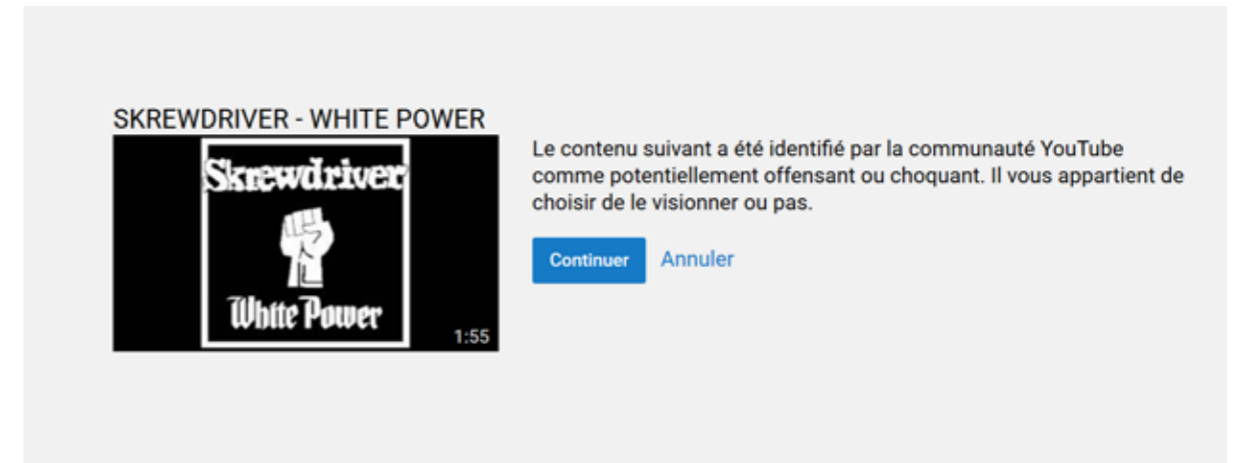 SKREWDRIVER - WHITE POWER
Skrewdriver
White Power
1:55
Le contenu suivant a été identifié par la communauté YouTube
comme potentiellement offensant ou choquant. Il vous appartient de
choisir de le visionner ou pas.
Continuer Annuler